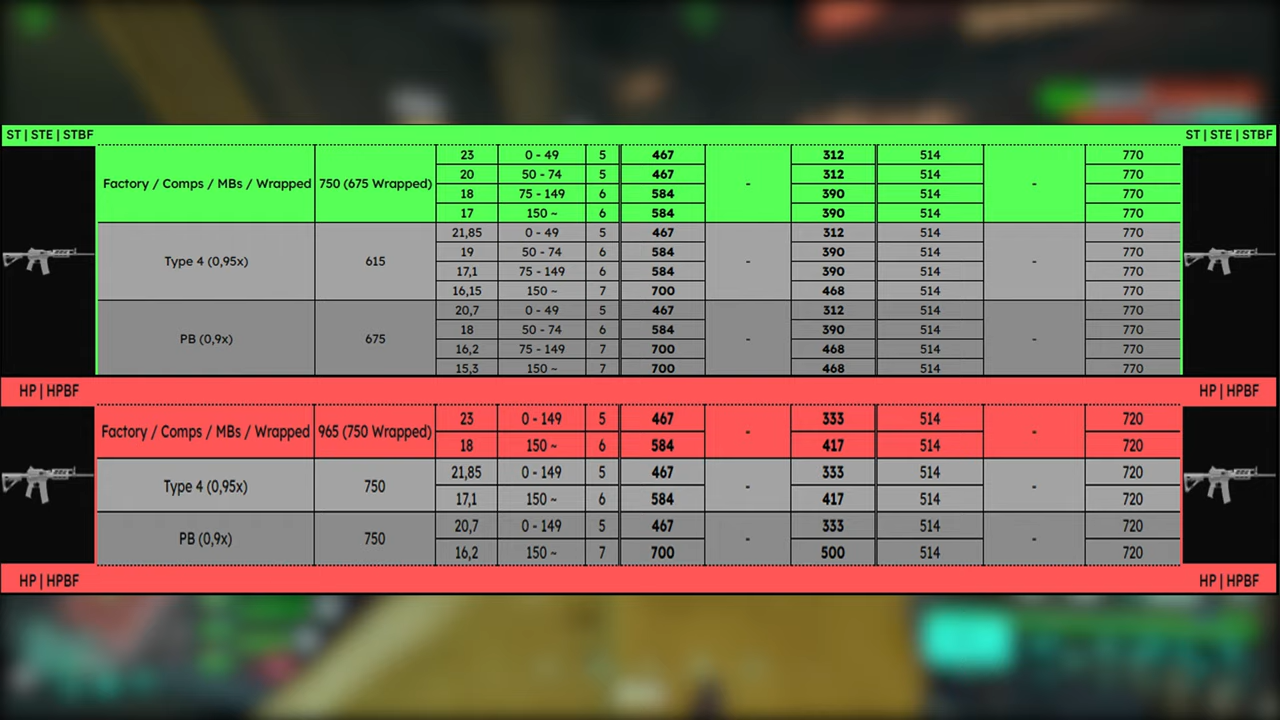 ST | STE | STBF ST | STE | STBF
Factory / Comps / MBs / Wrapped 750 (675 Wrapped) 23 0 - 49 5 467 - 312 514 - 770
20 50 - 74 5 467 312 514 770
18 75 - 149 6 584 390 514 770
17 150 ~ 6 584 390 514 770
Type 4 (0,95x) 615 21,85 0 - 49 5 467 - 312 514 - 770
19 50 - 74 6 584 390 514 770
17,1 75 - 149 6 584 390 514 770
16,15 150 ~ 7 700 468 514 770
PB (0,9x) 675 20,7 0 - 49 5 467 - 312 514 - 770
18 50 - 74 6 584 390 514 770
16,2 75 - 149 7 700 468 514 770
15,3 150 ~ 7 700 468 514 770
HP | HPBF HP | HPBF
Factory / Comps / MBs / Wrapped 965 (750 Wrapped) 23 0 - 149 5 467 - 333 514 - 720
18 150 ~ 6 584 417 514 720
Type 4 (0,95x) 750 21,85 0 - 149 5 467 - 333 514 - 720
17,1 150 ~ 6 584 417 514 720
PB (0,9x) 750 20,7 0 - 149 5 467 - 333 514 - 720
16,2 150 ~ 7 700 500 514 720
HP | HPBF HP | HPBF